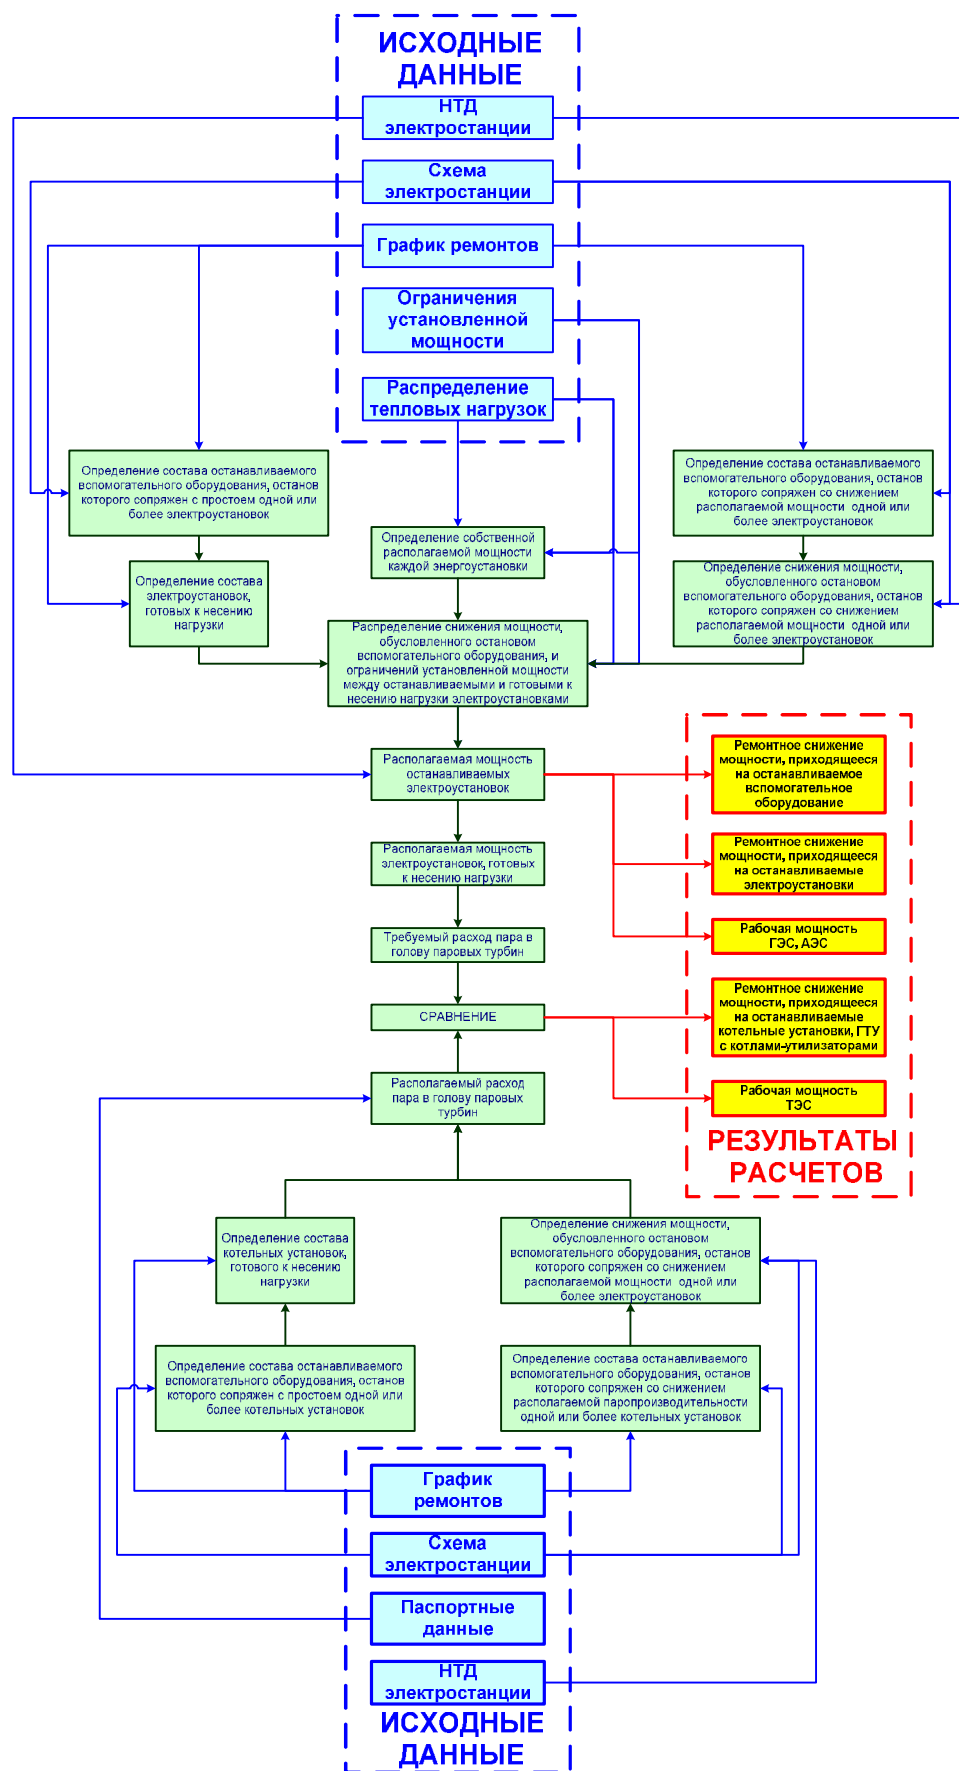 ИСХОДНЫЕ
ДАННЫЕ
НТД
электростанции
Схема
электростанции
График ремонтов
Ограничения
установленной
мощности
Распределение
тепловых нагрузок
Определение состава останавливаемого
вспомогательного оборудования, останов
которого сопряжен с простоем одной или
более электроустановок
Определение состава останавливаемого
вспомогательного оборудования, останов
которого сопряжен со снижением
располагаемой мощности одной или
более электроустановок
Определение собственной
располагаемой мощности
каждой энергоустановки
Определение состава
электроустановок,
готовых к несению
нагрузки
Определение снижения мощности,
обусловленного остановом
вспомогательного оборудования, останов
которого сопряжен со снижением
располагаемой мощности одной или
более электроустановок
Распределение снижения мощности,
обусловленного остановом
вспомогательного оборудования, и
ограничений установленной мощности
между останавливаемыми и готовыми к
несению нагрузки электроустановками
Располагаемая мощность
останавливаемых
электроустановок
Ремонтное снижение
мощности, приходящееся
на останавливаемое
вспомогательное
оборудование
Располагаемая мощность
электроустановок, готовых
к несению нагрузки
Ремонтное снижение
мощности, приходящееся
на останавливаемые
электроустановки
Требуемый расход пара в
голову паровых турбин
Рабочая мощность
ГЭС, АЭС
СРАВНЕНИЕ
Ремонтное снижение
мощности, приходящееся
на останавливаемые
котельные установки, ГТУ
с котлами-утилизаторами
Располагаемый расход
пара в голову паровых
турбин
Рабочая мощность
ТЭС
РЕЗУЛЬТАТЫ
РАСЧЕТОВ
Определение состава
котельных установок,
готового к несению
нагрузки
Определение снижения мощности,
обусловленного остановом
вспомогательного оборудования, останов
которого сопряжен со снижением
располагаемой мощности одной или
более электроустановок
Определение состава останавливаемого
вспомогательного оборудования, останов
которого сопряжен с простоем одной или
более котельных установок
Определение состава останавливаемого
вспомогательного оборудования, останов
которого сопряжен со снижением
располагаемой паропроизводительности
одной или более котельных установок
График
ремонтов
Схема
электростанции
Паспортные
данные
НТД
электростанции
ИСХОДНЫЕ
ДАННЫЕ